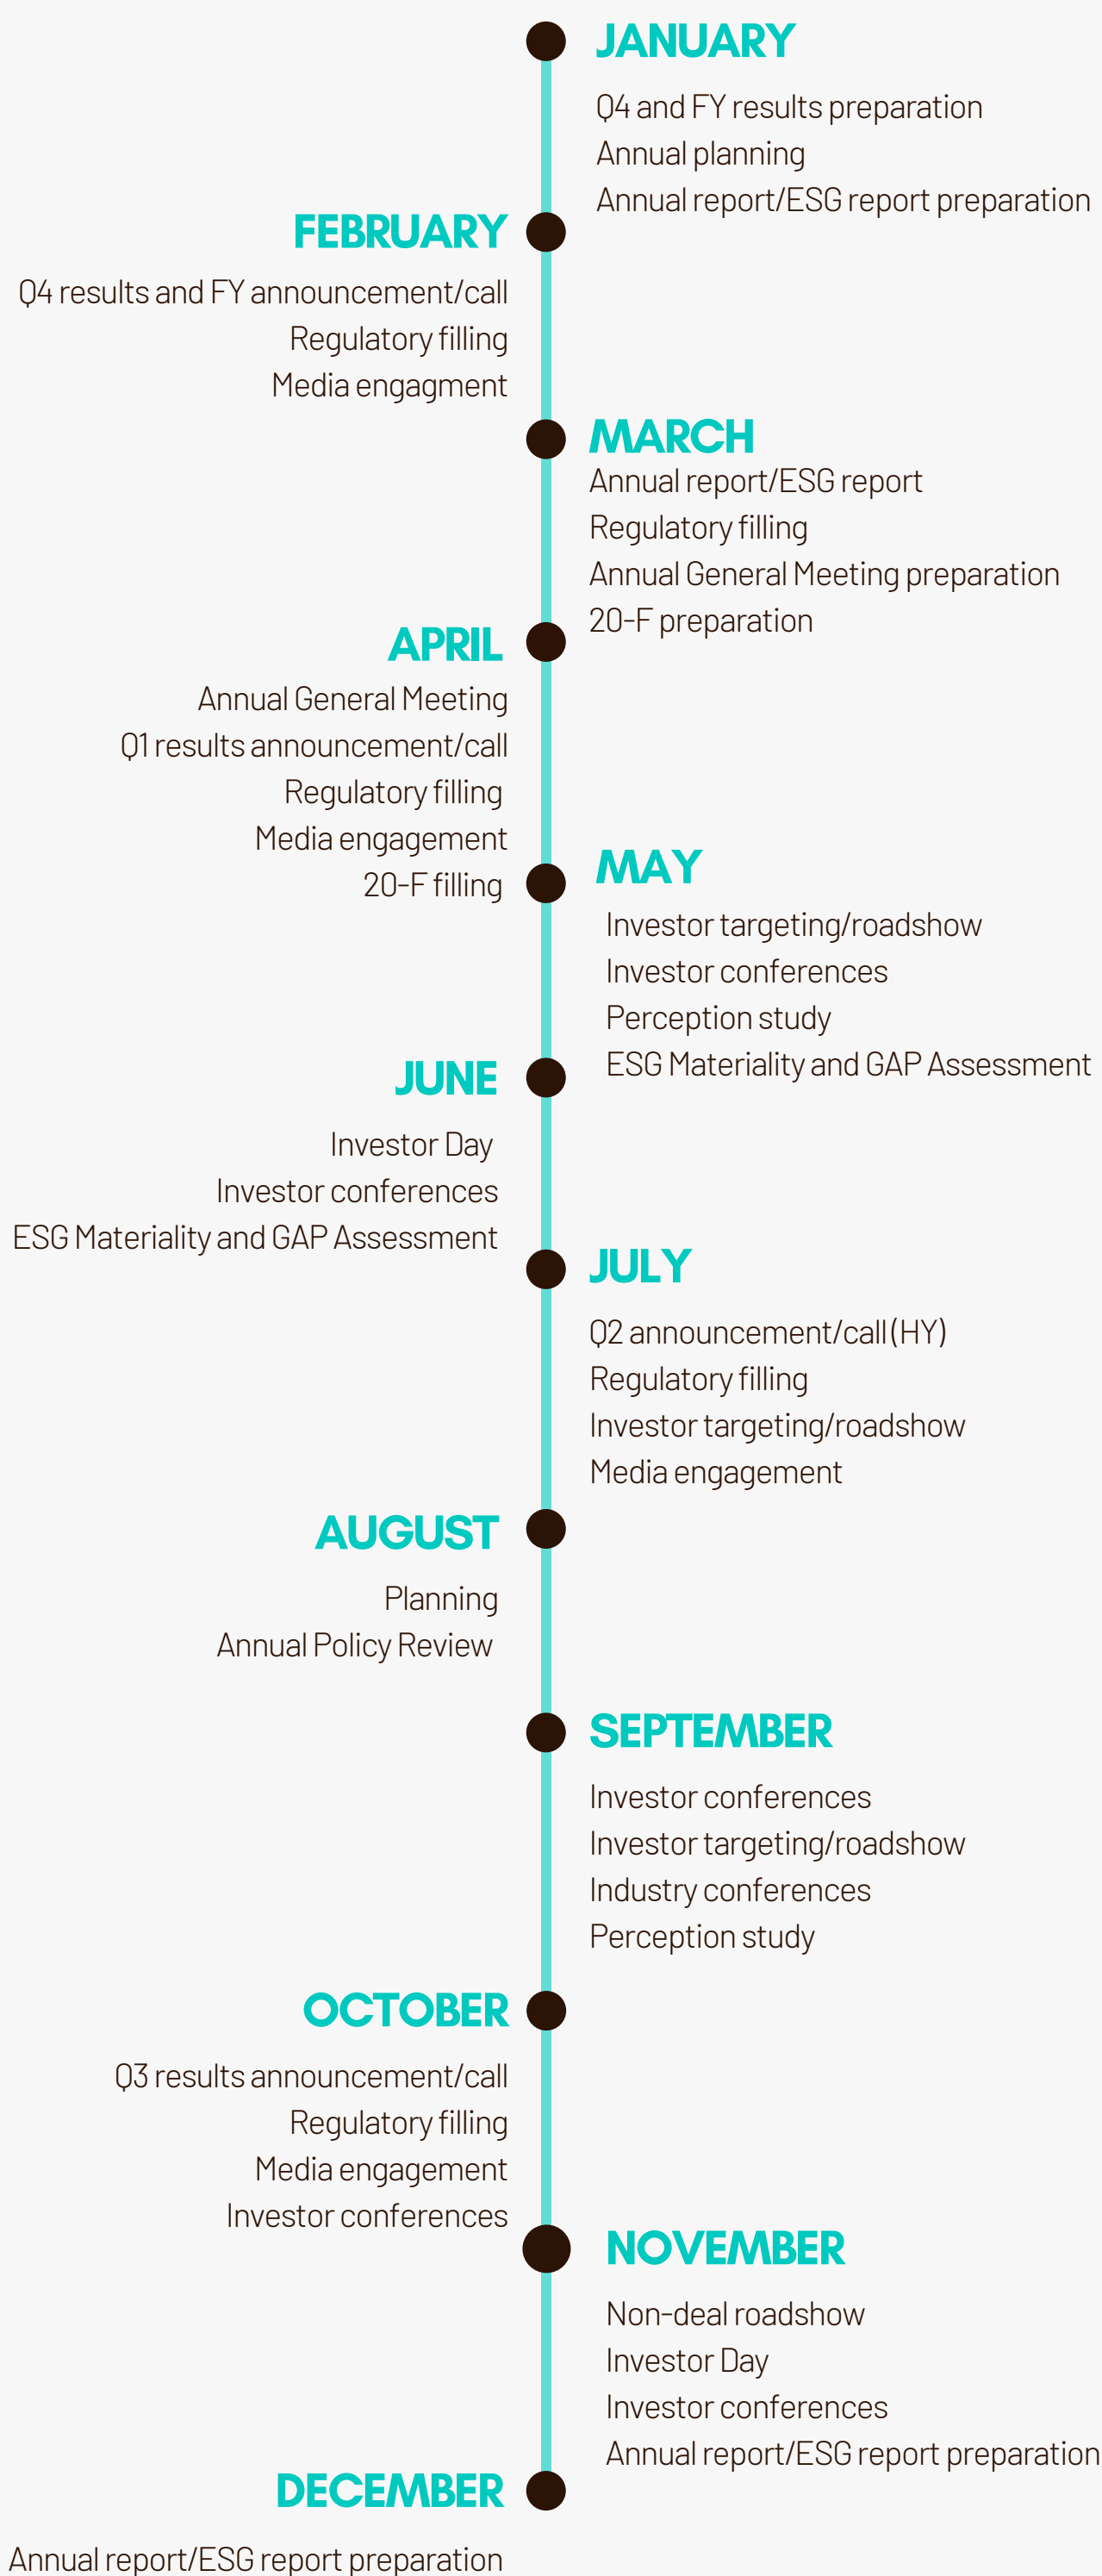 JANUARY
Q4 and FY results preparation
Annual planning
Annual report/ESG report preparation
FEBRUARY
Q4 results and FY announcement/call
Regulatory filling
Media engagment
MARCH
Annual report/ESG report
Regulatory filling
Annual General Meeting preparation
20-F preparation
APRIL
Annual General Meeting
Q1 results announcement/call
Regulatory filling
Media engagement
20-F filling
MAY
Investor targeting/roadshow
Investor conferences
Perception study
ESG Materiality and GAP Assessment
JUNE
Investor Day
Investor conferences
ESG Materiality and GAP Assessment
JULY
Q2 announcement/call (HY)
Regulatory filling
Investor targeting/roadshow
Media engagement
AUGUST
Planning
Annual Policy Review
SEPTEMBER
Investor conferences
Investor targeting/roadshow
Industry conferences
Perception study
OCTOBER
Q3 results announcement/call
Regulatory filling
Media engagement
Investor conferences
NOVEMBER
Non-deal roadshow
Investor Day
Investor conferences
Annual report/ESG report preparation
DECEMBER
Annual report/ESG report preparation